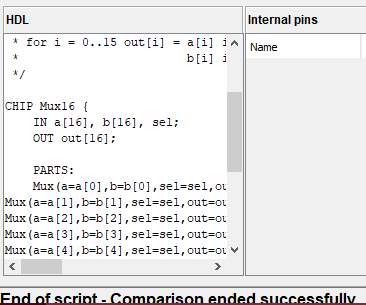 HDL
Internal pins
* for i = 0..15 out[i] = a[i] i
* b[i] i
*/
Name
CHIP Mux16 {
IN a[16], b[16], sel;
OUT out[16];
PARTS:
Mux(a=a[0],b=b[0],sel=sel,ou
Mux(a=a[1],b=b[1],sel=sel,out=ou
Mux(a=a[2],b=b[2],sel=sel,out=ou
Mux(a=a[3],b=b[3],sel=sel,out=ou
Mux(a=a[4],b=b[4],sel=sel,out=ou
End of script - Comparison ended successfully